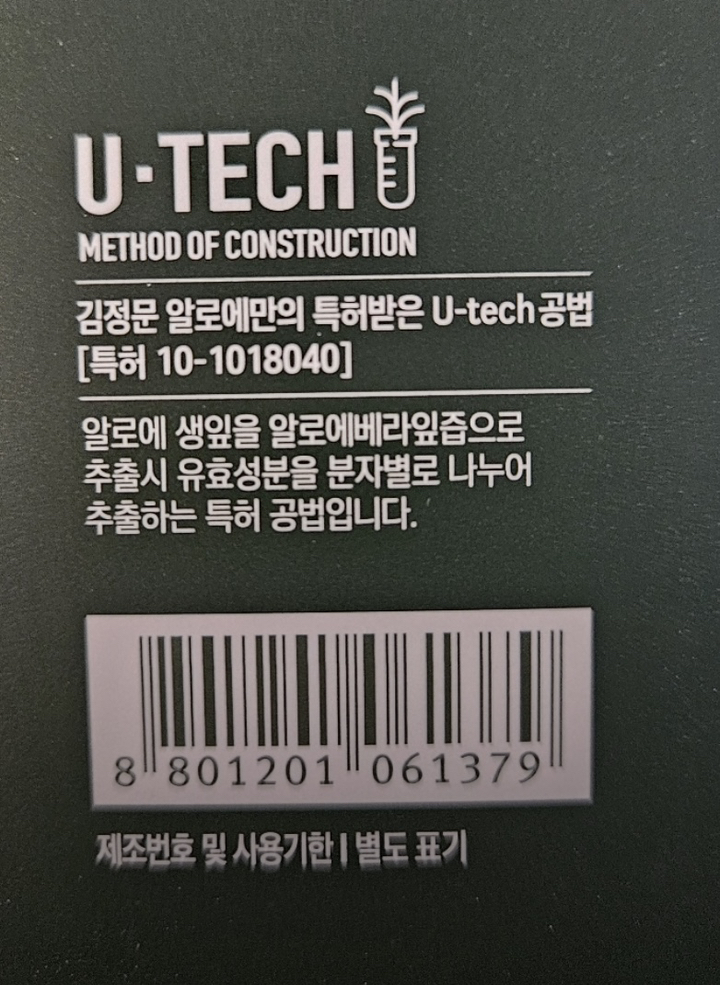 U·TECH
METHOD OF CONSTRUCTION
김정문 알로에만의 특허받은 U-tech공법
[특허 10-1018040]
알로에 생잎을 알로에베라잎즙으로
추출시 유효성분을 분자별로 나누어
추출하는 특허 공법입니다.
8 801201 061379
제조번호 및 사용기한 | 별도 표기